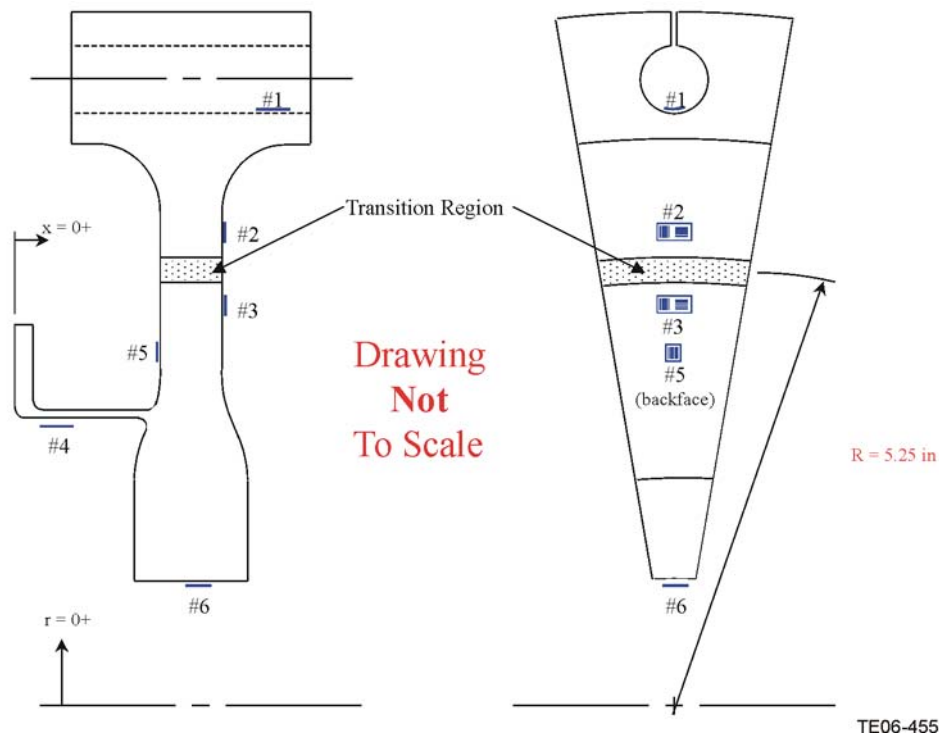 #1
#1
Transition Region
#2
#2
x = 0+
#3
#3
#5
#5
(backface)
Drawing
Not
To Scale
#4
R = 5.25 in
#6
#6
r = 0+
TE06-455